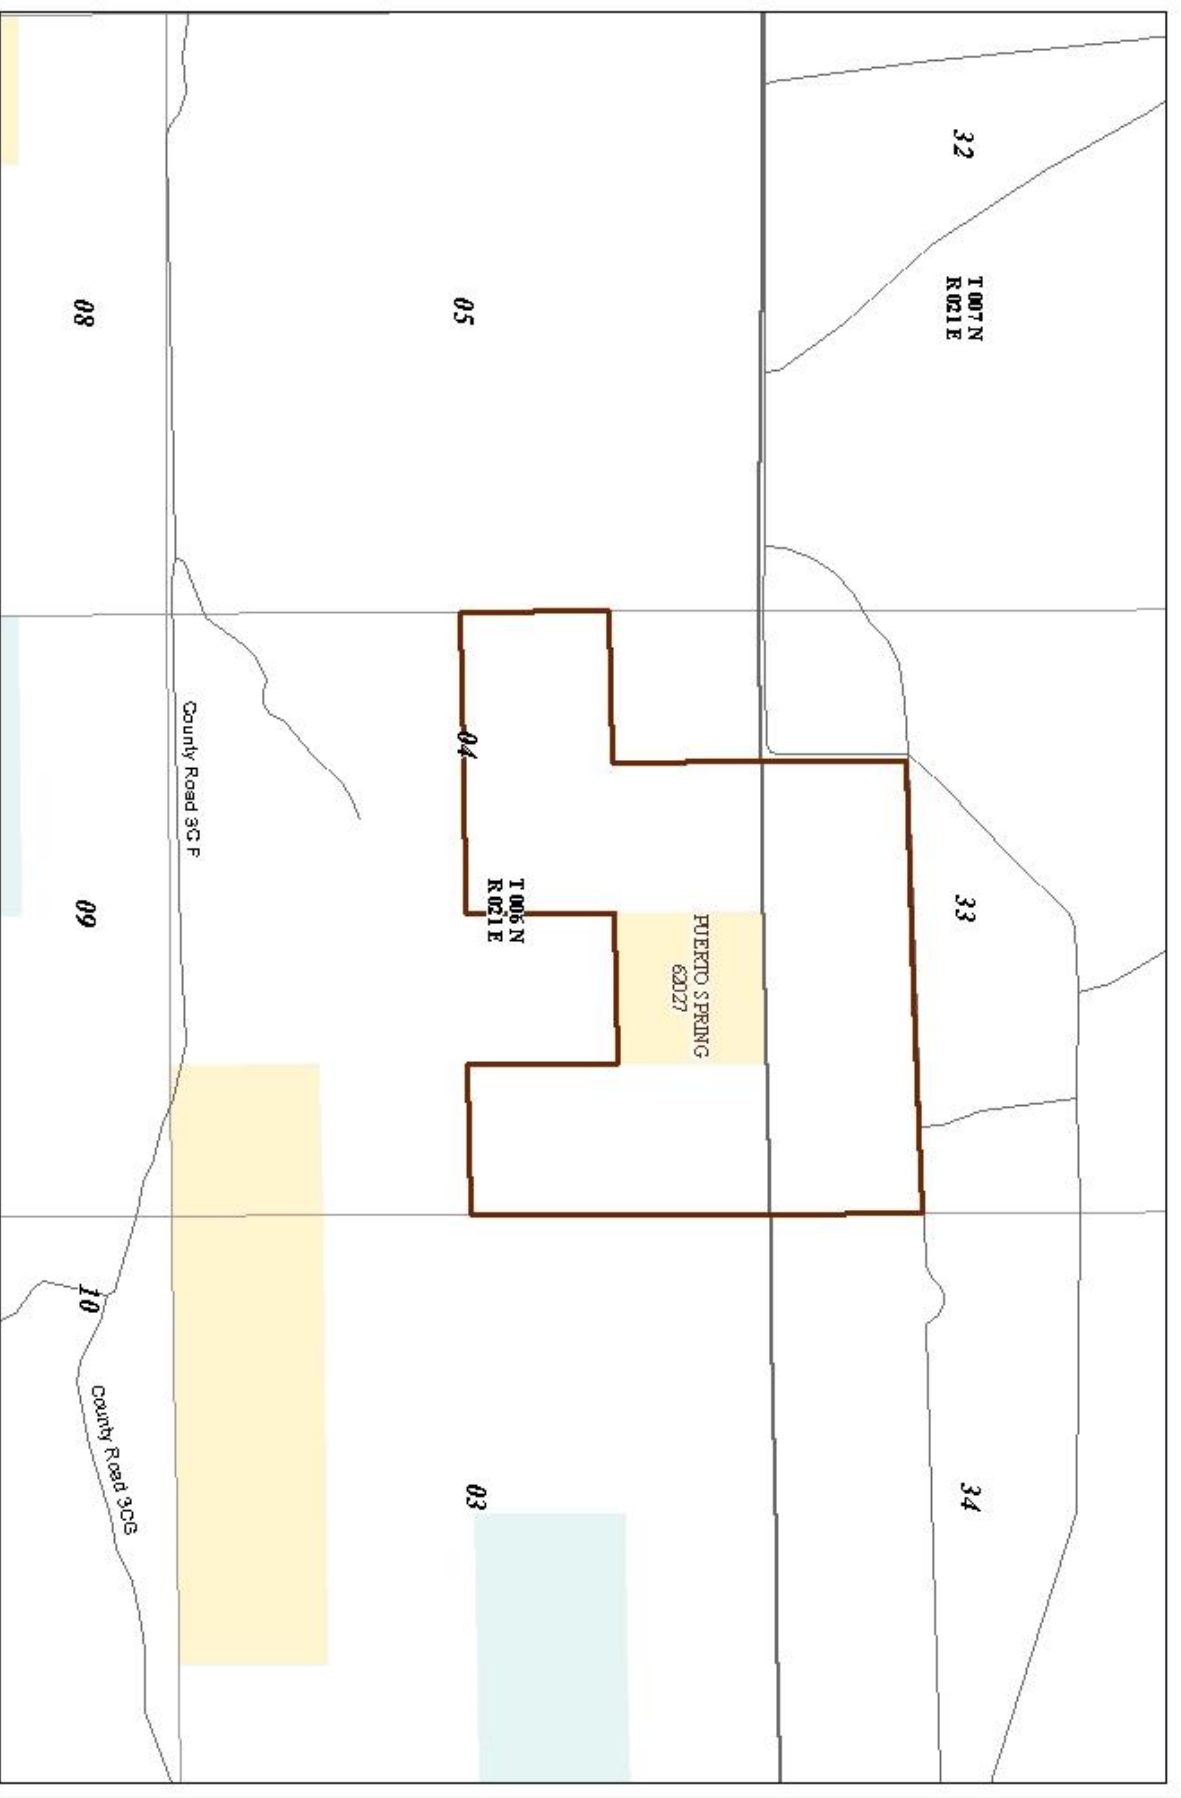 32
T 007 N
R 021 E
33
34
PUERTO SPRING
62027
T 006 N
R 021 E
05
04
03
County Road 3CF
08
09
10
County Road 3CG